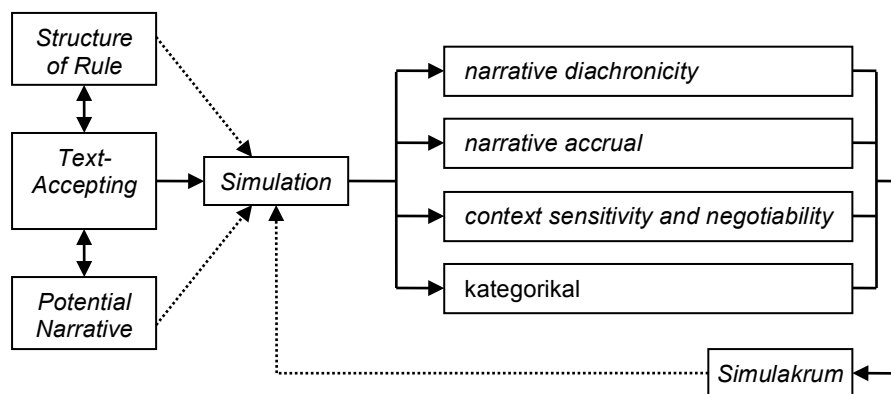 Structure
of Rule
Text-
Accepting
Potential
Narrative
Simulation
narrative diachronicity
narrative accrual
context sensitivity and negotiability
kategorikal
Simulakrum